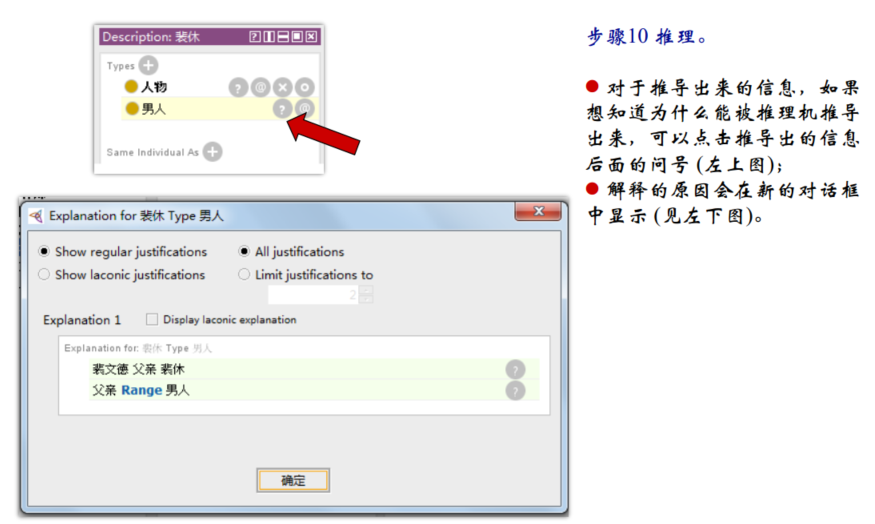 Description: 裴休
Types
人物
男人
Same Individual As
步骤10 推理。
● 对于推导出来的信息，如果
想知道为什么能被推理机推导
出来，可以点击推导出的信息
后面的问号 (左上图);
● 解释的原因会在新的对话框
中显示 (见左下图)。
Explanation for 裴休 Type 男人
Show regular justifications
All justifications
Show laconic justifications
Limit justifications to
2
Explanation 1
Display laconic explanation
Explanation for: 裴休 Type 男人
裴文德 父亲 裴休
父亲 Range 男人
确定